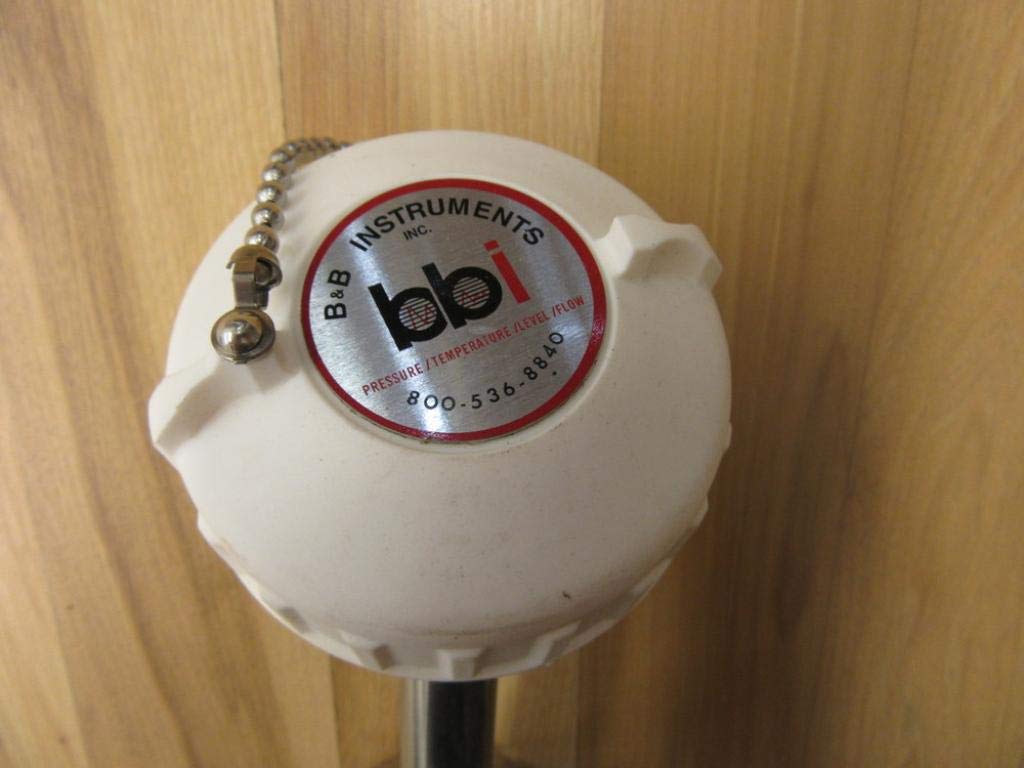 B&B INSTRUMENTS
INC.
bbi
PRESSURE/TEMPERATURE/LEVEL/FLOW
800-536-8840